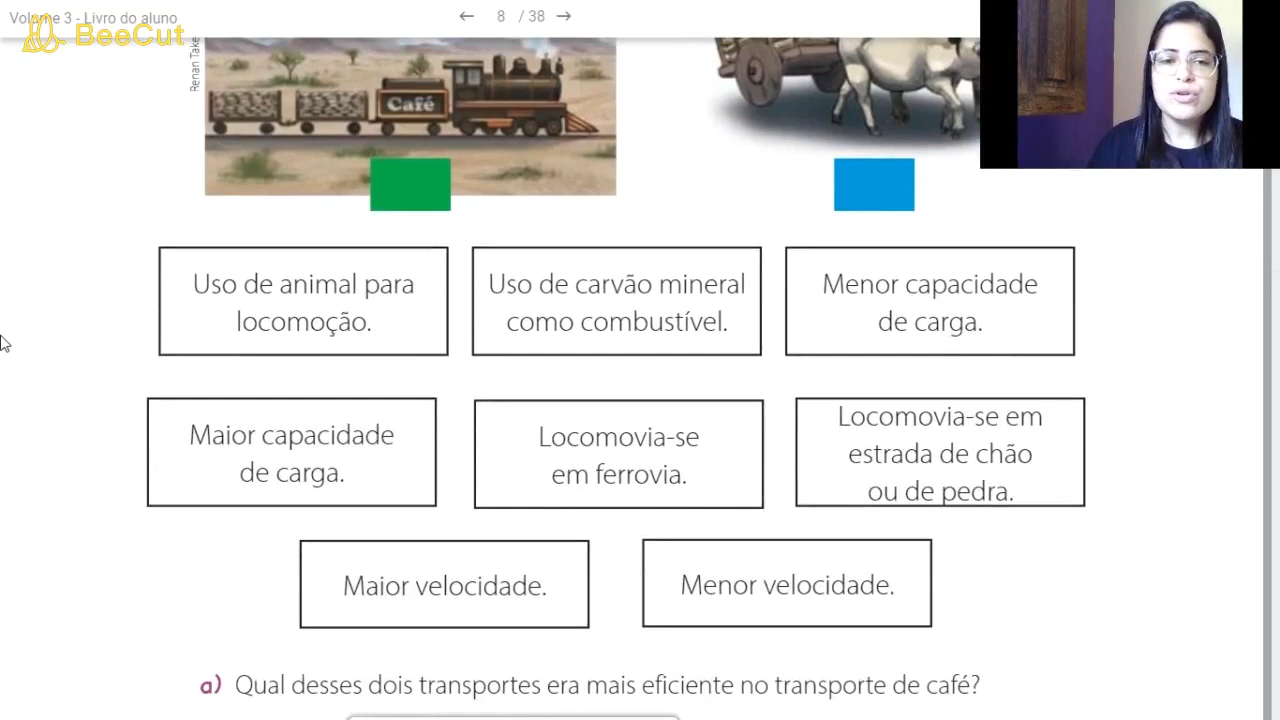 Volume 3 - Livro do aluno
8 / 38
BeeCut
Renan Take
Café
Uso de animal para
locomoção.
Uso de carvão mineral
como combustível.
Menor capacidade
de carga.
Maior capacidade
de carga.
Locomovia-se
em ferrovia.
Locomovia-se em
estrada de chão
ou de pedra.
Maior velocidade.
Menor velocidade.
a) Qual desses dois transportes era mais eficiente no transporte de café?